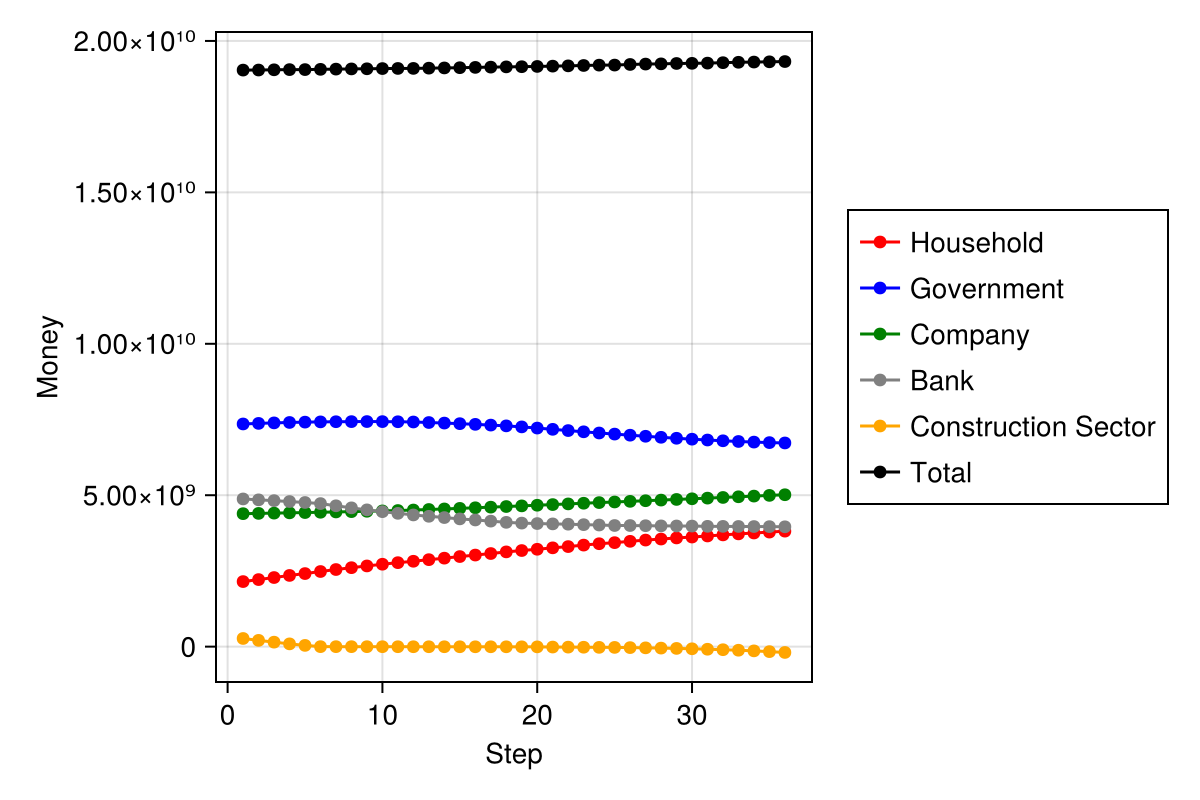 2.00×10¹⁰
1.50×10¹⁰
1.00×10¹⁰
5.00×10⁹
0
Money
0 10 20 30
Step
Household
Government
Company
Bank
Construction Sector
Total